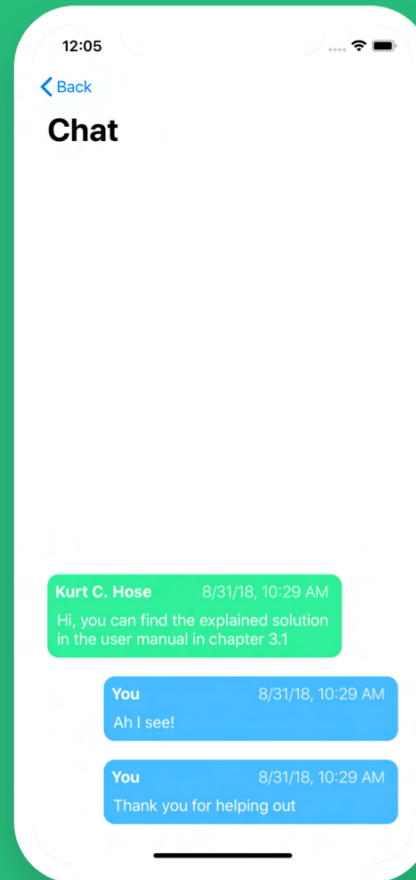 12:05
Back
Chat
Kurt C. Hose 8/31/18, 10:29 AM
Hi, you can find the explained solution
in the user manual in chapter 3.1
You 8/31/18, 10:29 AM
Ah I see!
You 8/31/18, 10:29 AM
Thank you for helping out